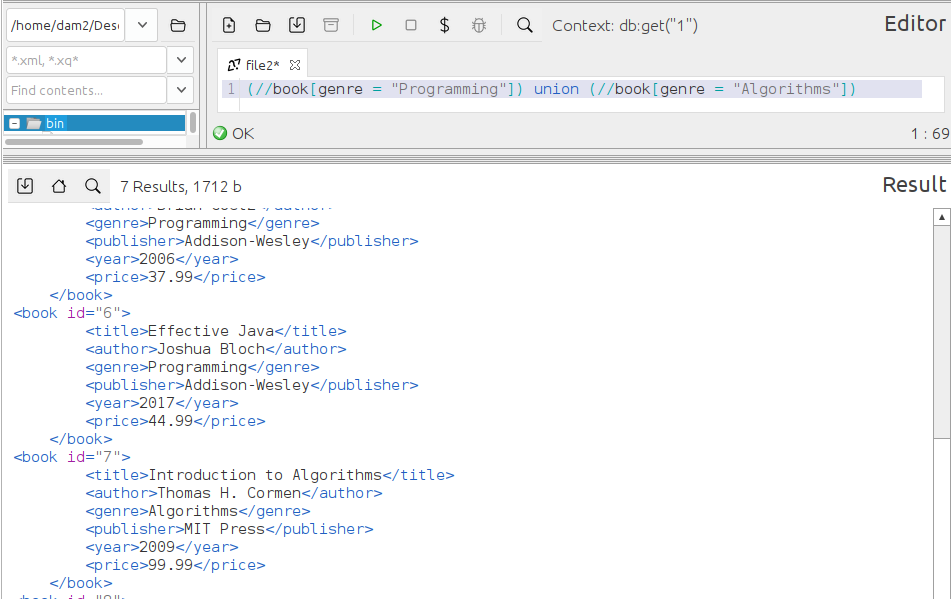 /home/dam2/Des
*.xml, *.xq*
Find contents...
bin
Context: db:get("1")
Editor
file2*
1 (//book[genre = "Programming"]) union (//book[genre = "Algorithms"])
OK
1 : 69
7 Results, 1712 b
Result
<genre>Programming</genre>
<publisher>Addison-Wesley</publisher>
<year>2006</year>
<price>37.99</price>
</book>
<book id="6">
<title>Effective Java</title>
<author>Joshua Bloch</author>
<genre>Programming</genre>
<publisher>Addison-Wesley</publisher>
<year>2017</year>
<price>44.99</price>
</book>
<book id="7">
<title>Introduction to Algorithms</title>
<author>Thomas H. Cormen</author>
<genre>Algorithms</genre>
<publisher>MIT Press</publisher>
<year>2009</year>
<price>99.99</price>
</book>